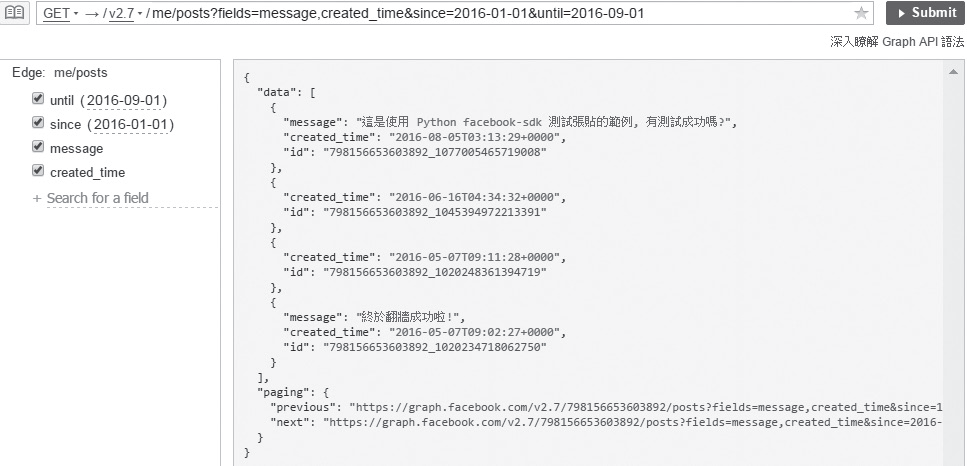 GET → / v2.7 / me/posts?fields=message,created_time&since=2016-01-01&until=2016-09-01 Submit
深入瞭解 Graph API 語法
Edge: me/posts
until (2016-09-01)
since (2016-01-01)
message
created_time
+ Search for a field
{
"data": [
{
"message": "這是使用 Python facebook-sdk 測試張貼的範例, 有測試成功嗎?",
"created_time": "2016-08-05T03:13:29+0000",
"id": "798156653603892_1077005465719008"
},
{
"created_time": "2016-06-16T04:34:32+0000",
"id": "798156653603892_1045394972213391"
},
{
"created_time": "2016-05-07T09:11:28+0000",
"id": "798156653603892_1020248361394719"
},
{
"message": "終於翻牆成功啦!",
"created_time": "2016-05-07T09:02:27+0000",
"id": "798156653603892_1020234718062750"
}
],
"paging": {
"previous": "https://graph.facebook.com/v2.7/798156653603892/posts?fields=message,created_time&since=1
"next": "https://graph.facebook.com/v2.7/798156653603892/posts?fields=message,created_time&since=2016-
}
}